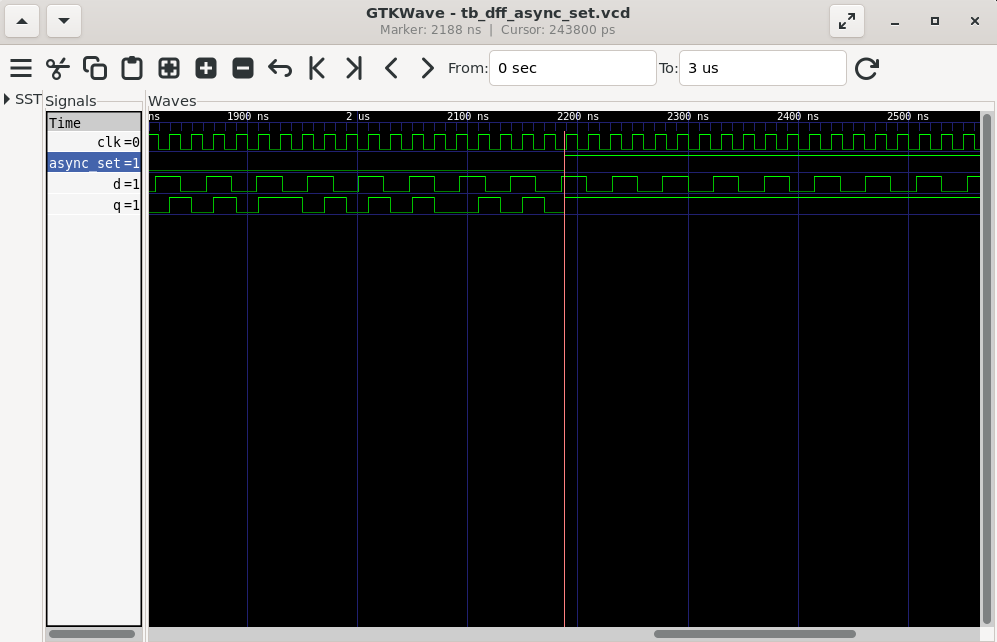 GTKWave - tb_dff_async_set.vcd
Marker: 2188 ns | Cursor: 243800 ps
From: 0 sec To: 3 us
SST
Signals
Waves
Time
ns 1900 ns 2 us 2100 ns 2200 ns 2300 ns 2400 ns 2500 ns
clk=0
async_set=1
d=1
q=1